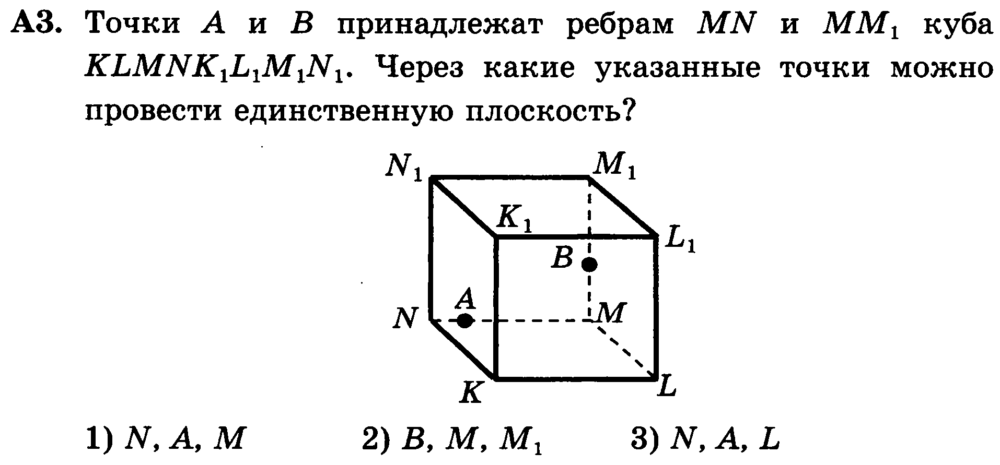 А3. Точки A и B принадлежат ребрам MN и MM₁ куба
KLMNK₁L₁M₁N₁. Через какие указанные точки можно
провести единственную плоскость?
N₁ M₁
K₁
L₁
B
A
N M
K L
1) N, A, M 2) B, M, M₁ 3) N, A, L